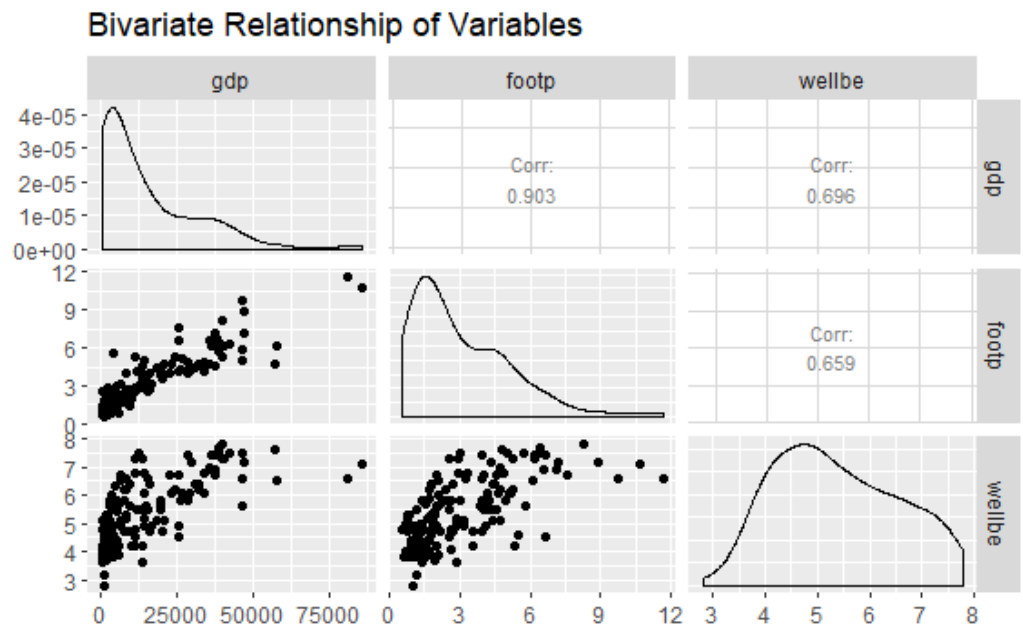 Bivariate Relationship of Variables
gdp footp wellbe
4e-05
3e-05
2e-05
1e-05
0e+00
Corr:
0.903
Corr:
0.696
gdp
12
9
6
3
0
Corr:
0.659
footp
8
7
6
5
4
3
wellbe
0 25000 50000 75000 0 3 6 9 12 3 4 5 6 7 8